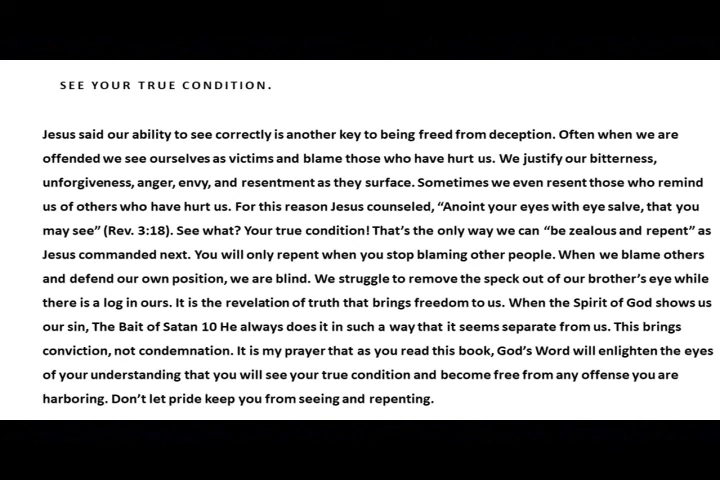 SEE YOUR TRUE CONDITION.
Jesus said our ability to see correctly is another key to being freed from deception. Often when we are
offended we see ourselves as victims and blame those who have hurt us. We justify our bitterness,
unforgiveness, anger, envy, and resentment as they surface. Sometimes we even resent those who remind
us of others who have hurt us. For this reason Jesus counseled, “Anoint your eyes with eye salve, that you
may see” (Rev. 3:18). See what? Your true condition! That’s the only way we can “be zealous and repent” as
Jesus commanded next. You will only repent when you stop blaming other people. When we blame others
and defend our own position, we are blind. We struggle to remove the speck out of our brother’s eye while
there is a log in ours. It is the revelation of truth that brings freedom to us. When the Spirit of God shows us
our sin, The Bait of Satan 10 He always does it in such a way that it seems separate from us. This brings
conviction, not condemnation. It is my prayer that as you read this book, God’s Word will enlighten the eyes
of your understanding that you will see your true condition and become free from any offense you are
harboring. Don’t let pride keep you from seeing and repenting.